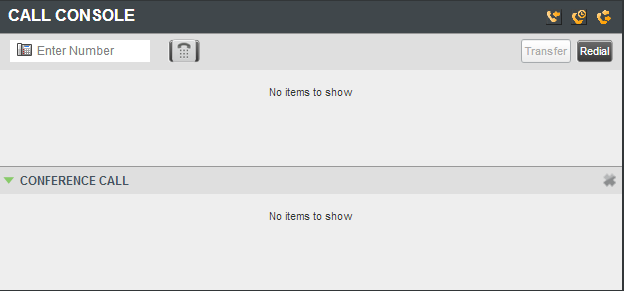 CALL CONSOLE
Enter Number
Transfer Redial
No items to show
CONFERENCE CALL
No items to show